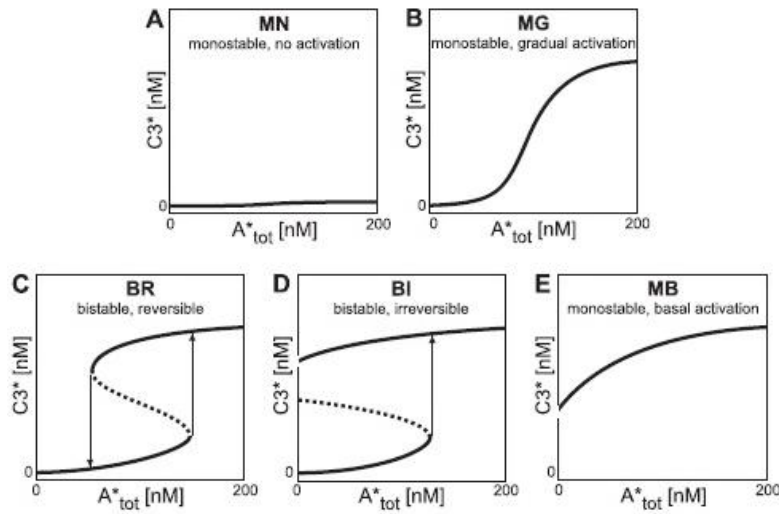 A
MN
monostable, no activation
C3* [nM]
0
0
200
A*tot [nM]
B
MG
monostable, gradual activation
C3* [nM]
0
0
200
A*tot [nM]
C
BR
bistable, reversible
C3* [nM]
0
0
200
A*tot [nM]
D
BI
bistable, irreversible
C3* [nM]
0
0
200
A*tot [nM]
E
MB
monostable, basal activation
C3* [nM]
0
0
200
A*tot [nM]